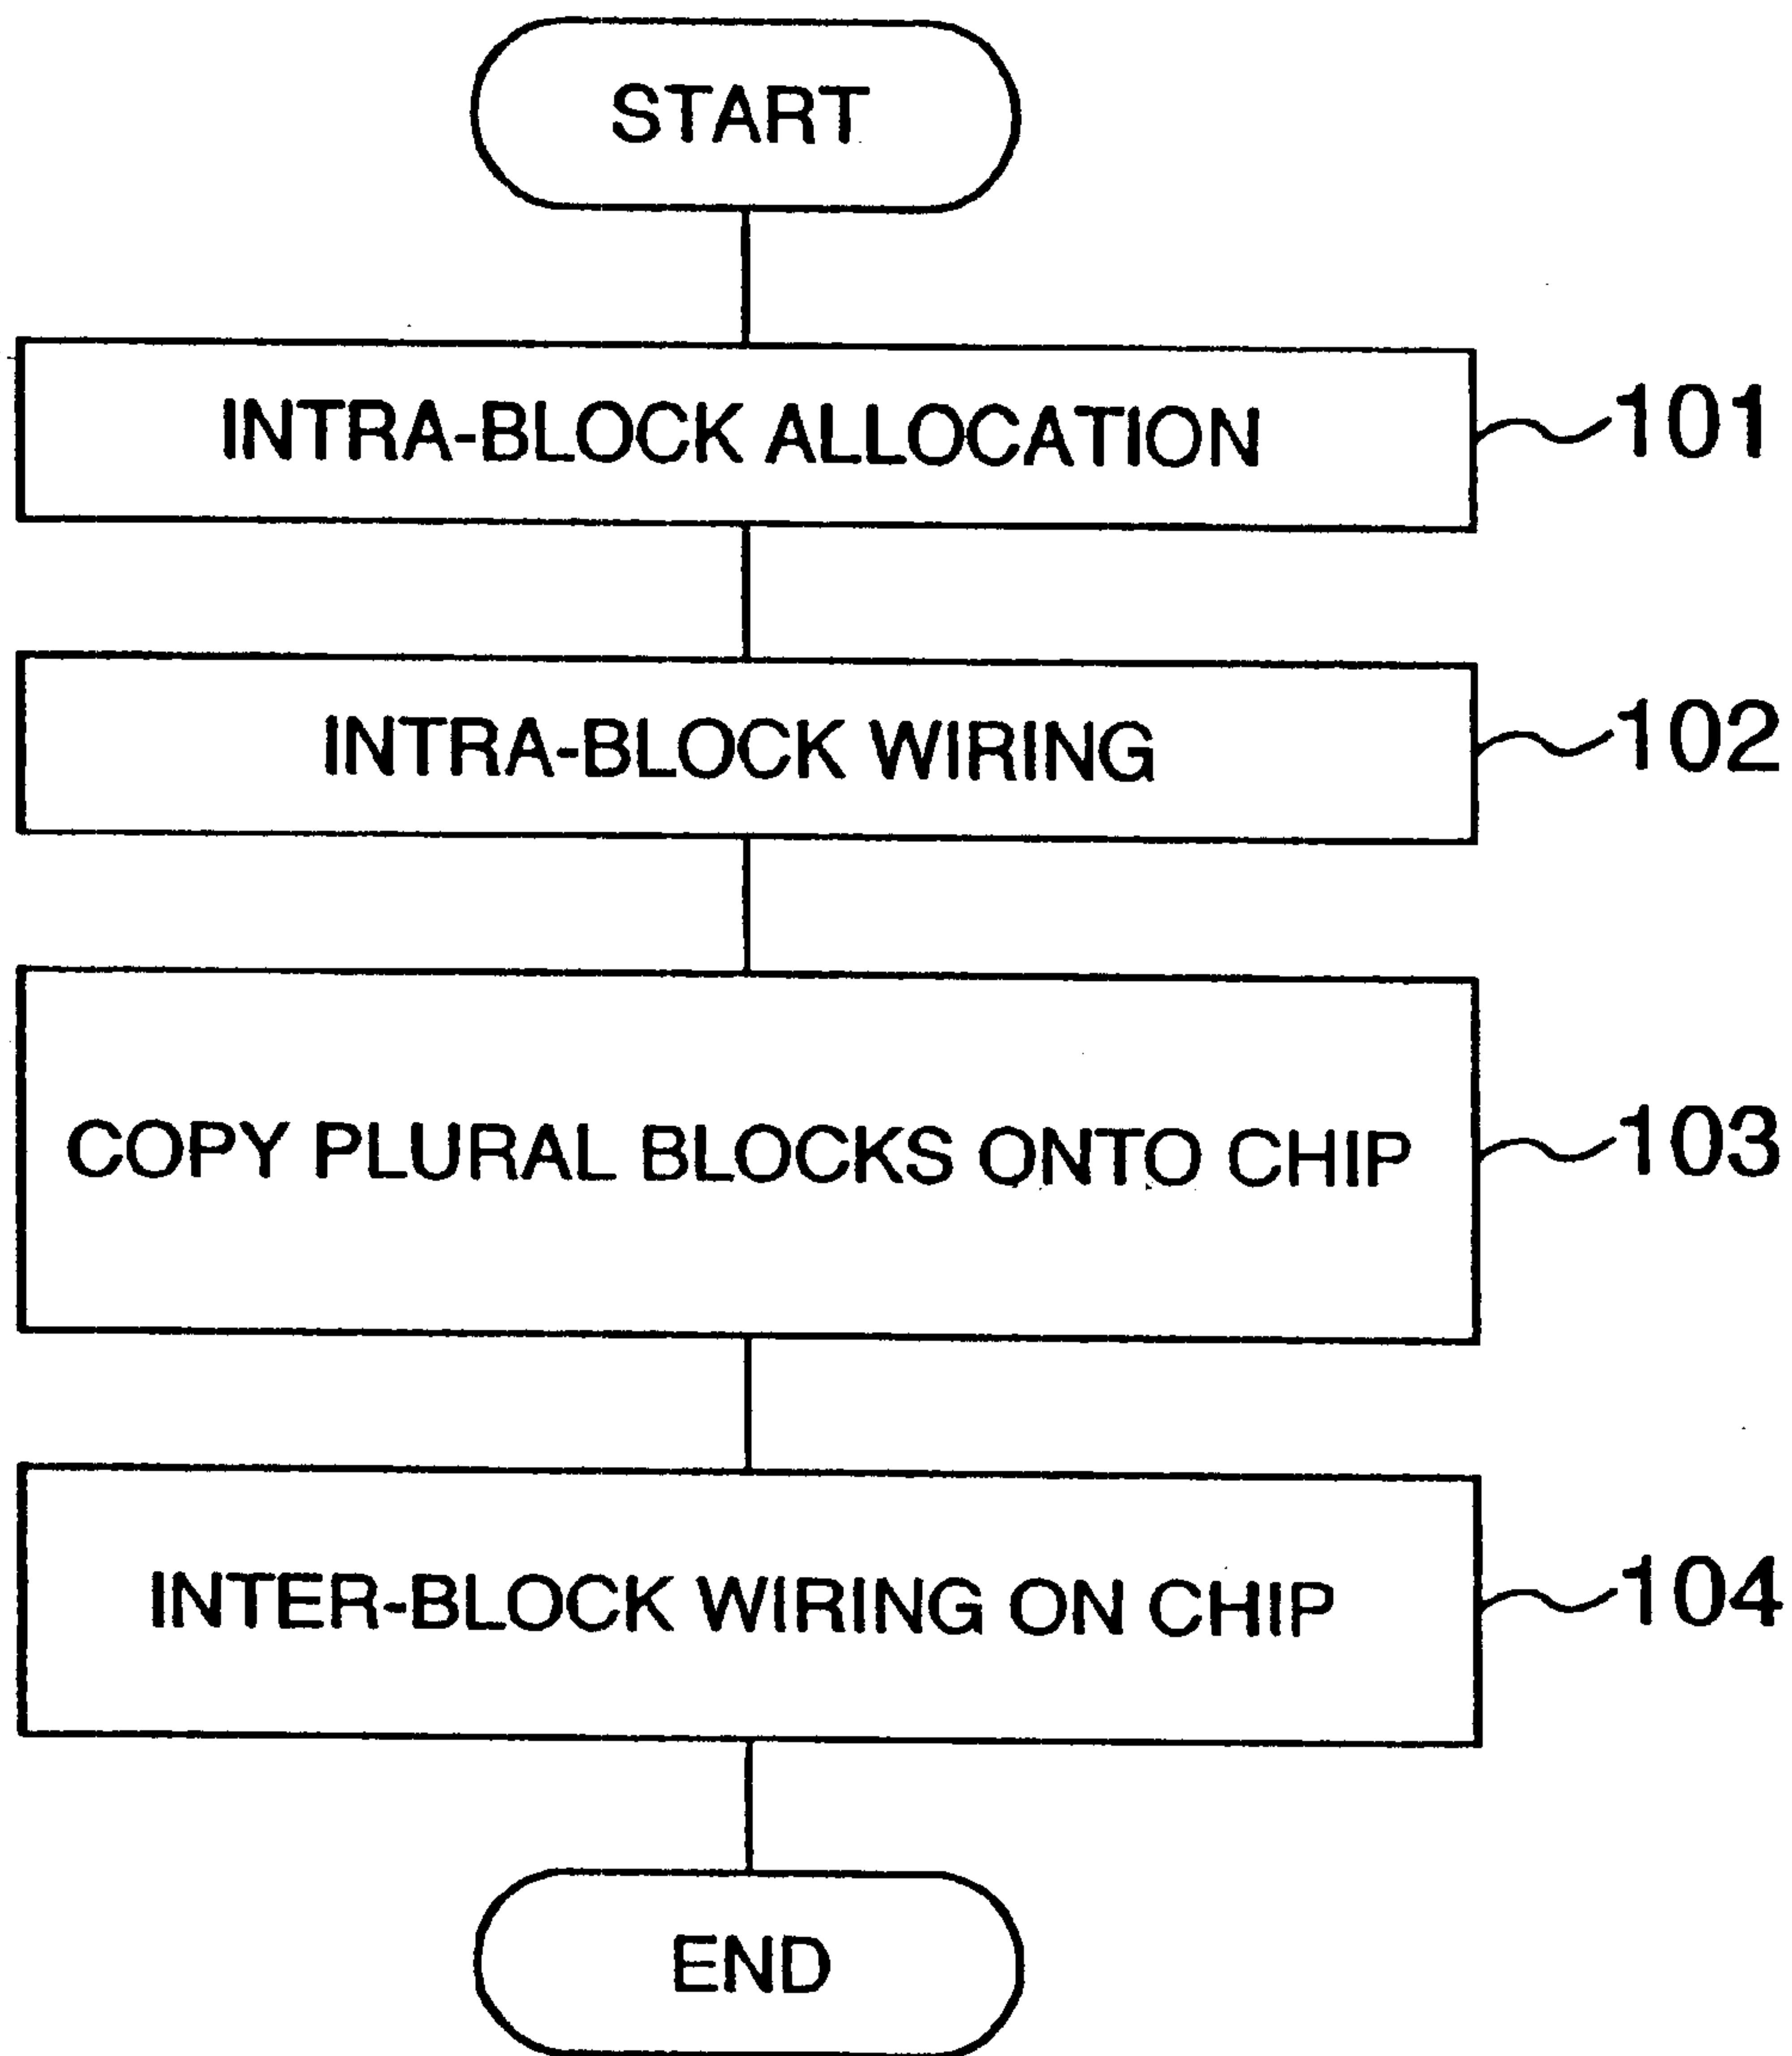 START
INTRA-BLOCK ALLOCATION
101
INTRA-BLOCK WIRING
102
COPY PLURAL BLOCKS ONTO CHIP
103
INTER-BLOCK WIRING ON CHIP
104
END